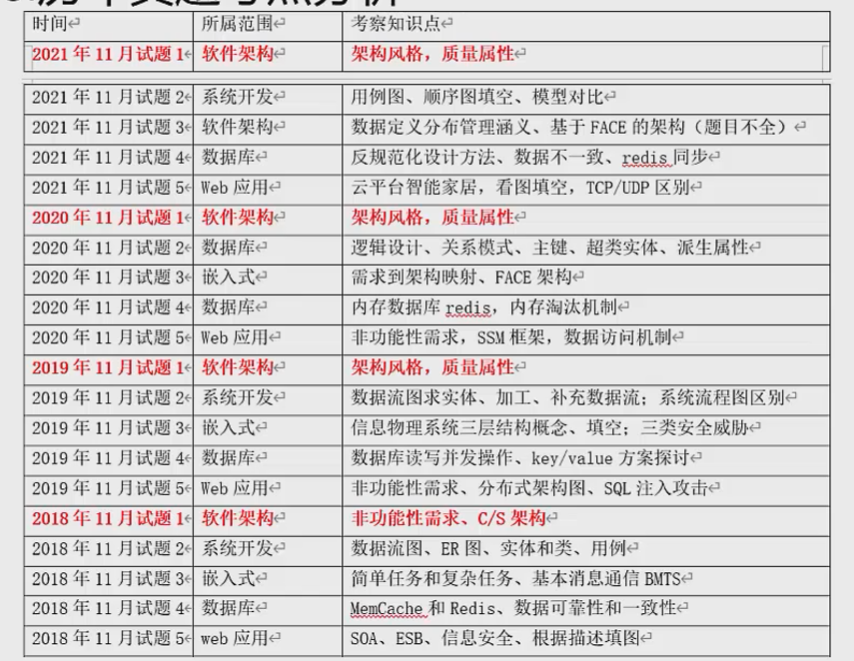 时间 所属范围 考察知识点
2021 年 11 月试题 1 软件架构 架构风格，质量属性
2021 年 11 月试题 2 系统开发 用例图、顺序图填空、模型对比
2021 年 11 月试题 3 软件架构 数据定义分布管理涵义、基于 FACE 的架构（题目不全）
2021 年 11 月试题 4 数据库 反规范化设计方法、数据不一致、redis 同步
2021 年 11 月试题 5 Web 应用 云平台智能家居，看图填空，TCP/UDP 区别
2020 年 11 月试题 1 软件架构 架构风格，质量属性
2020 年 11 月试题 2 数据库 逻辑设计、关系模式、主键、超类实体、派生属性
2020 年 11 月试题 3 嵌入式 需求到架构映射、FACE 架构
2020 年 11 月试题 4 数据库 内存数据库 redis，内存淘汰机制
2020 年 11 月试题 5 Web 应用 非功能性需求，SSM 框架，数据访问机制
2019 年 11 月试题 1 软件架构 架构风格，质量属性
2019 年 11 月试题 2 系统开发 数据流图求实体、加工、补充数据流；系统流程图区别
2019 年 11 月试题 3 嵌入式 信息物理系统三层结构概念、填空；三类安全威胁
2019 年 11 月试题 4 数据库 数据库读写并发操作、key/value 方案探讨
2019 年 11 月试题 5 Web 应用 非功能性需求、分布式架构图、SQL 注入攻击
2018 年 11 月试题 1 软件架构 非功能性需求、C/S 架构
2018 年 11 月试题 2 系统开发 数据流图、ER 图、实体和类、用例
2018 年 11 月试题 3 嵌入式 简单任务和复杂任务、基本消息通信 BMTS
2018 年 11 月试题 4 数据库 MemCache 和 Redis、数据可靠性和一致性
2018 年 11 月试题 5 web 应用 SOA、ESB、信息安全、根据描述填图